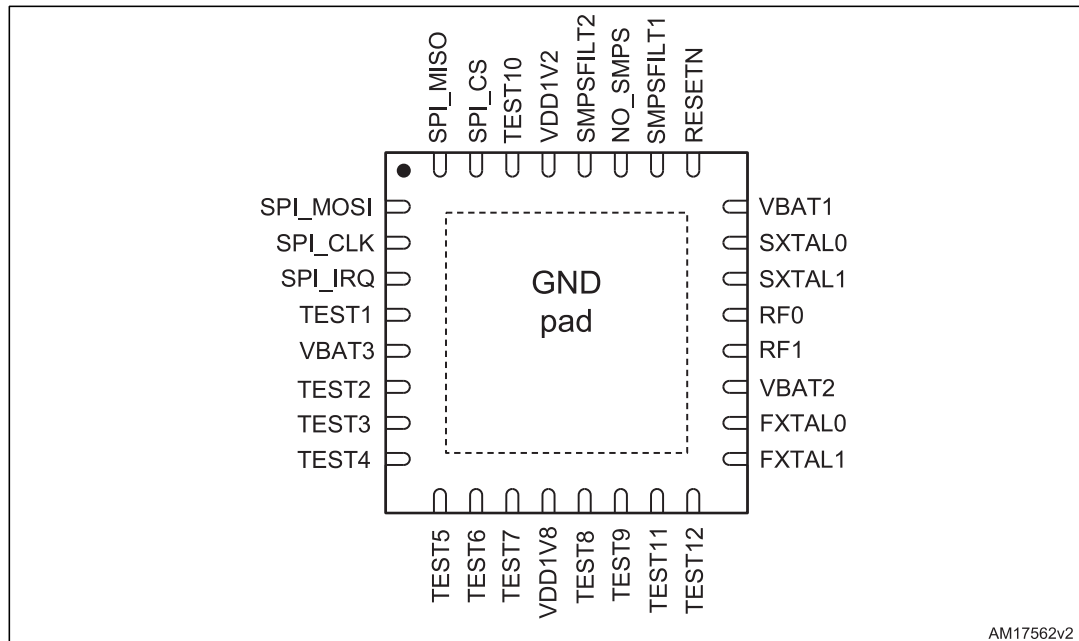 SPI_MISO
SPI_CS
TEST10
VDD1V2
SMPSFILT2
NO_SMPS
SMPSFILT1
RESETN
SPI_MOSI
SPI_CLK
SPI_IRQ
TEST1
VBAT3
TEST2
TEST3
TEST4
GND
pad
VBAT1
SXTAL0
SXTAL1
RF0
RF1
VBAT2
FXTAL0
FXTAL1
TEST5
TEST6
TEST7
VDD1V8
TEST8
TEST9
TEST11
TEST12
AM17562v2